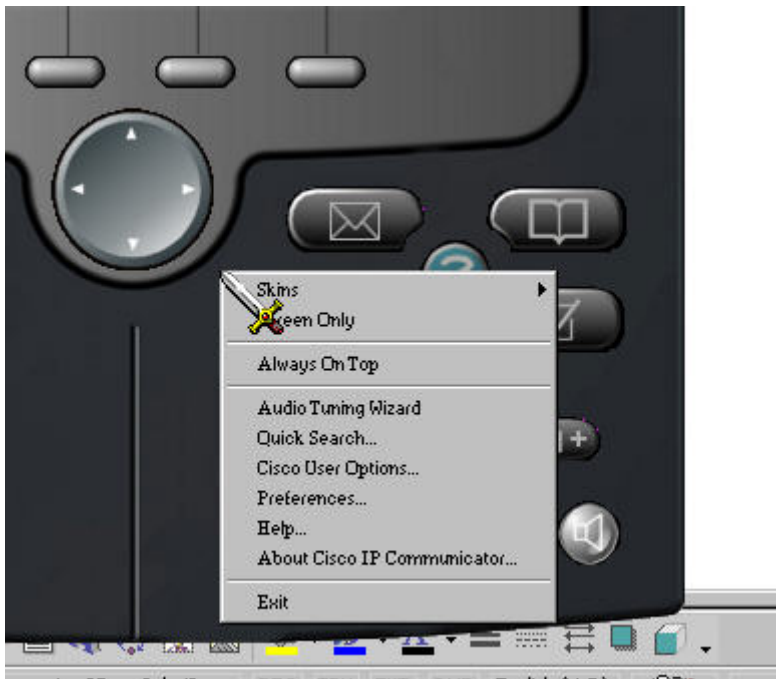 Skins
Screen Only
Always On Top
Audio Tuning Wizard
Quick Search...
Cisco User Options...
Preferences...
Help...
About Cisco IP Communicator...
Exit